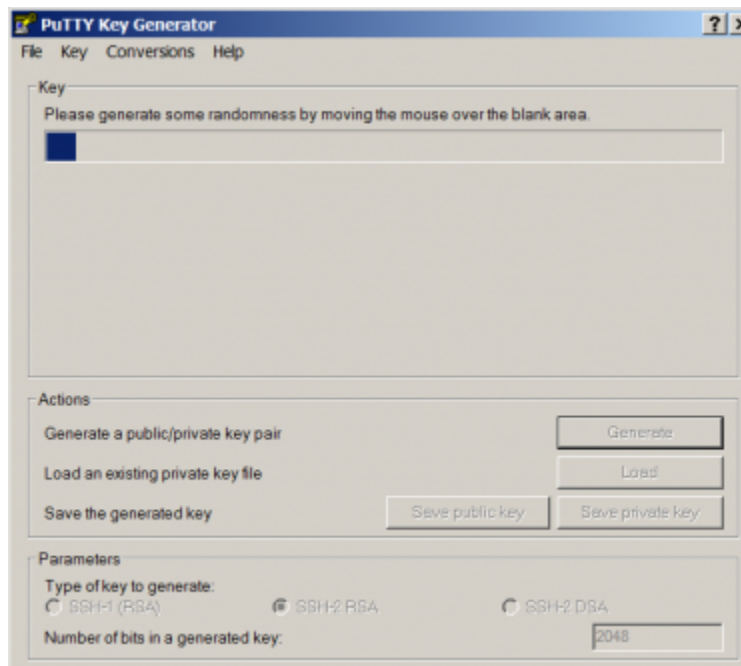 PuTTY Key Generator
File Key Conversions Help
Key
Please generate some randomness by moving the mouse over the blank area.
Actions
Generate a public/private key pair
Generate
Load an existing private key file
Load
Save the generated key
Save public key
Save private key
Parameters
Type of key to generate:
SSH-1 (RSA) SSH-2 RSA SSH-2 DSA
Number of bits in a generated key:
2048